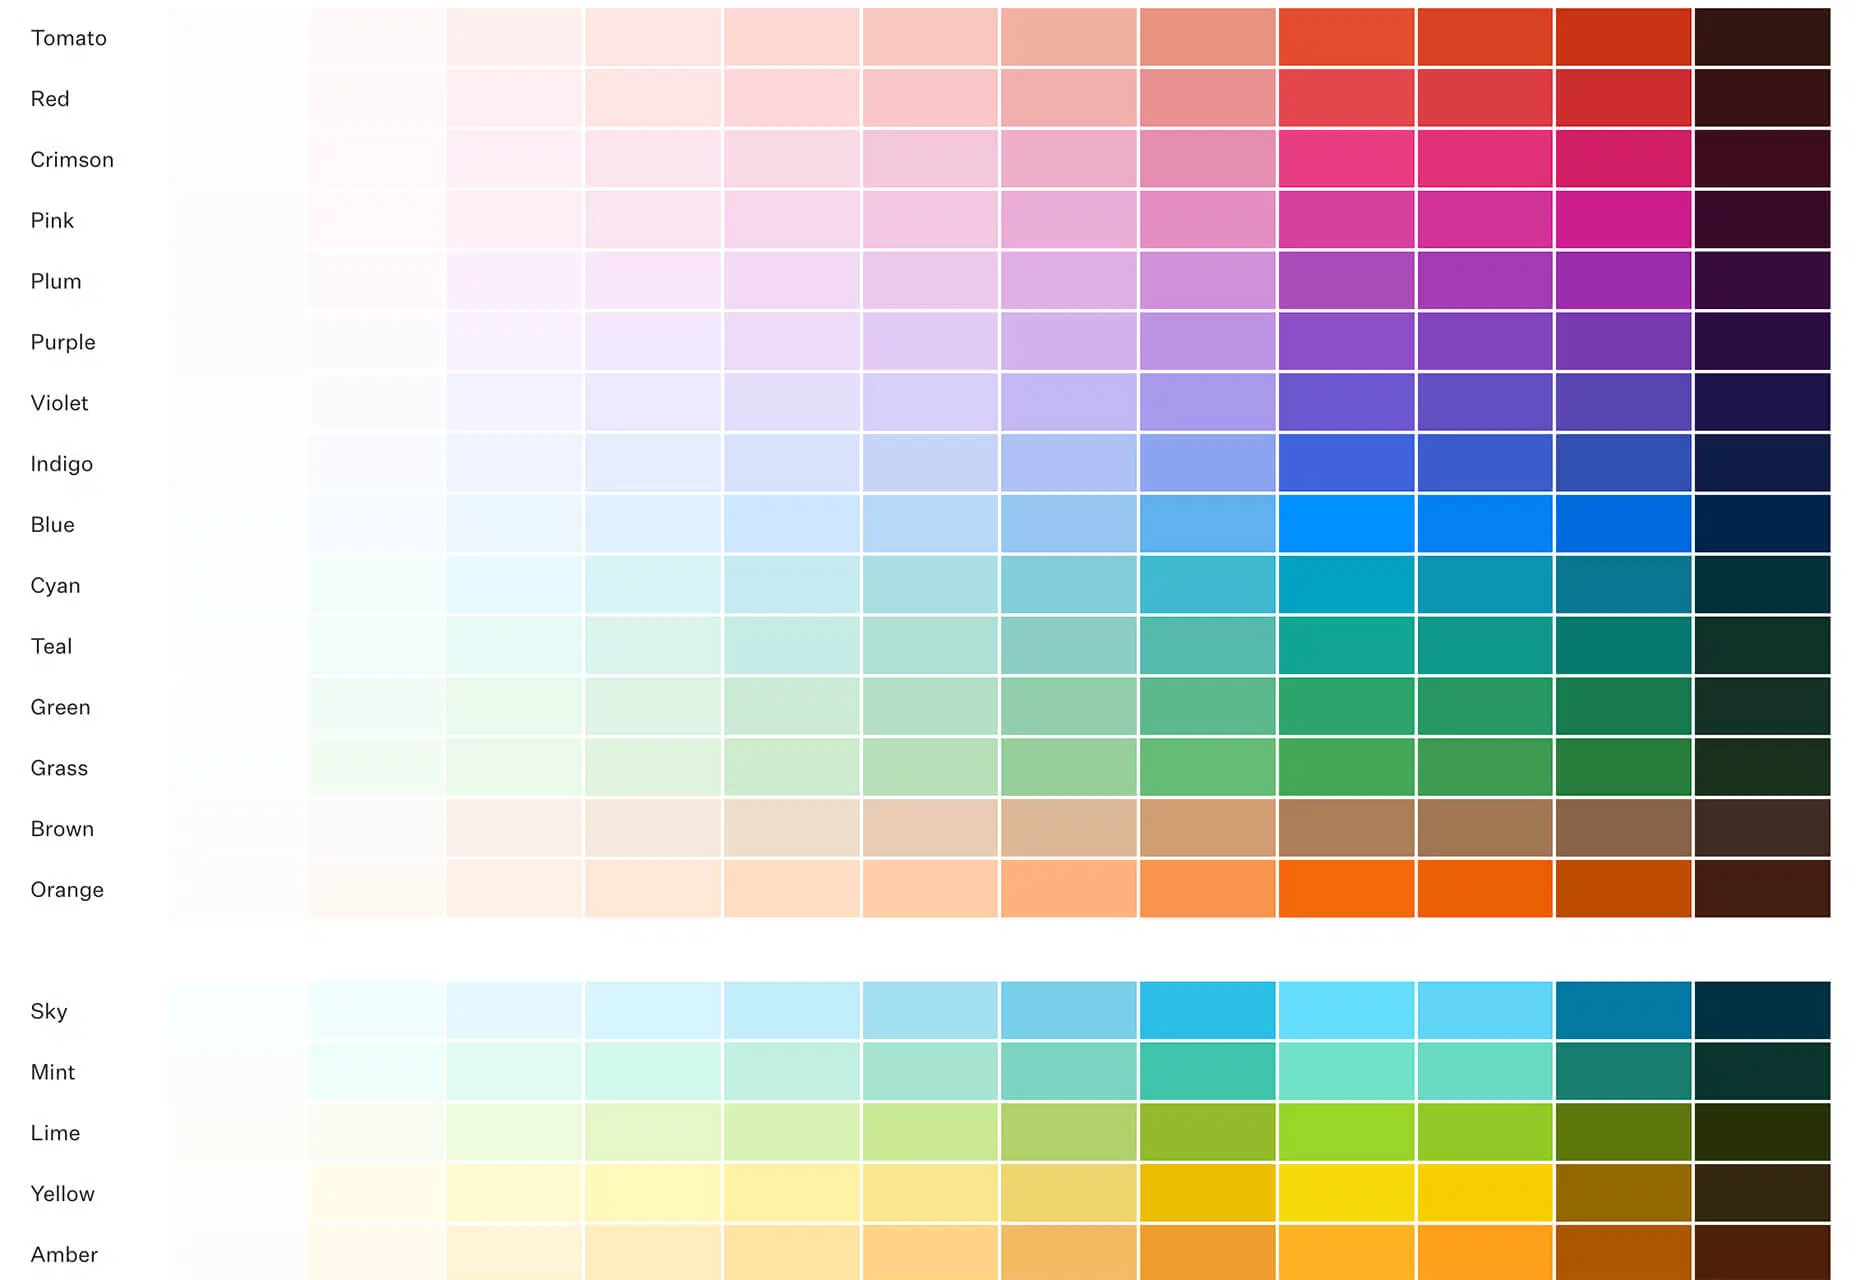 Tomato
Red
Crimson
Pink
Plum
Purple
Violet
Indigo
Blue
Cyan
Teal
Green
Grass
Brown
Orange
Sky
Mint
Lime
Yellow
Amber